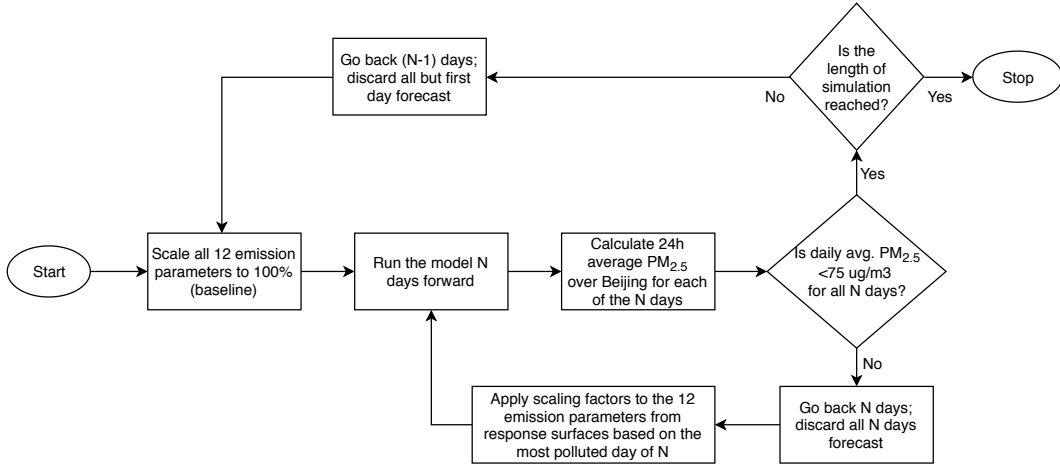 Go back (N-1) days;
discard all but first
day forecast
Is the
length of
simulation
reached?
No
Yes
Stop
Yes
Start
Scale all 12 emission
parameters to 100%
(baseline)
Run the model N
days forward
Calculate 24h
average PM2.5
over Beijing for each
of the N days
Is daily avg. PM2.5
<75 ug/m3
for all N days?
No
Apply scaling factors to the 12
emission parameters from
response surfaces based on the
most polluted day of N
Go back N days;
discard all N days
forecast